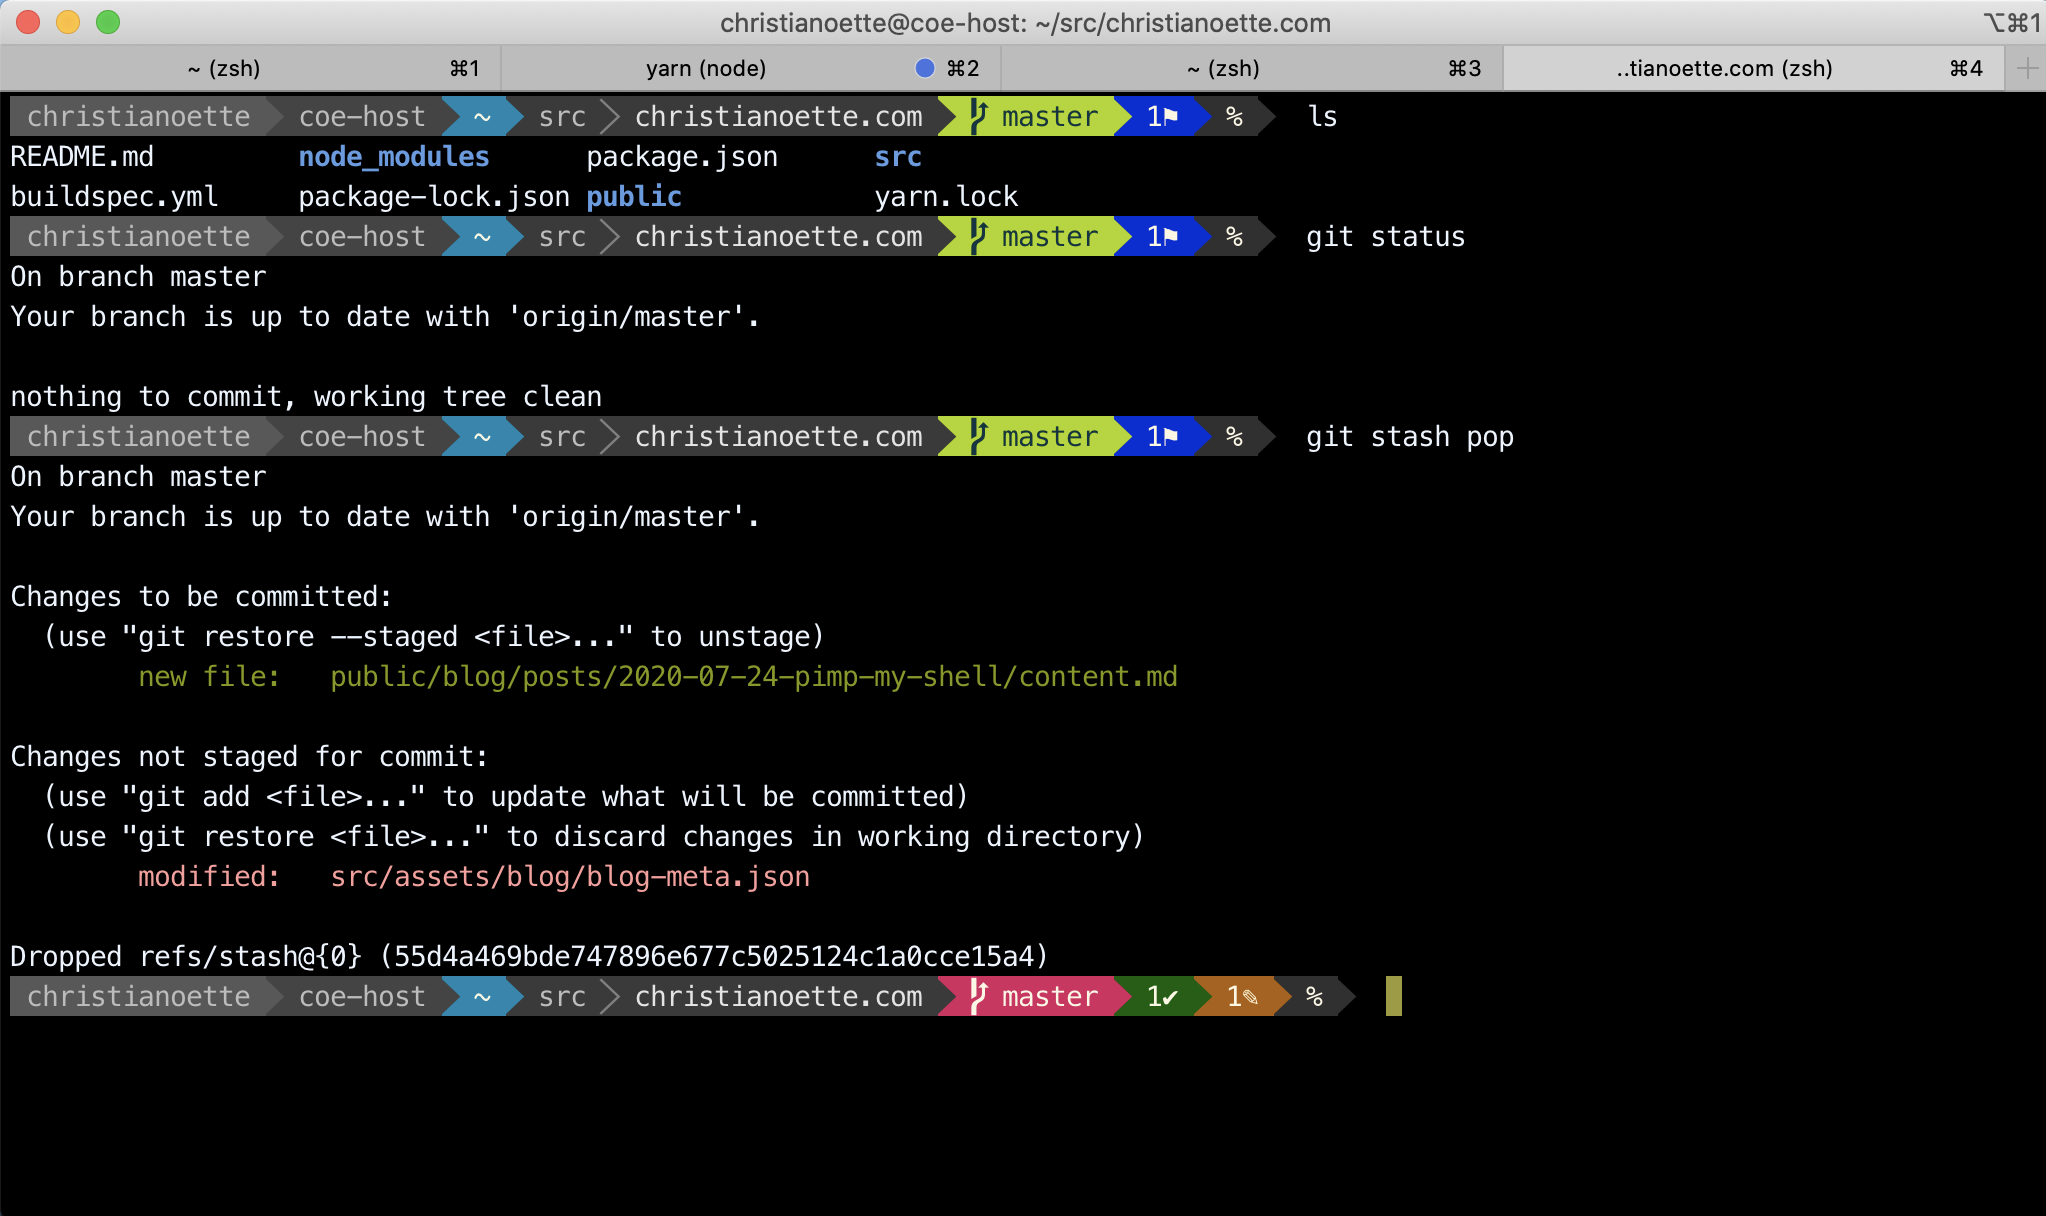 christianoette@coe-host: ~/src/christianoette.com ⌥⌘1
~ (zsh) ⌘1 yarn (node) ⌘2 ~ (zsh) ⌘3 ..tianoette.com (zsh) ⌘4 +
christianoette coe-host ~ src christianoette.com master 1⚑ % ls
README.md node_modules package.json src
buildspec.yml package-lock.json public yarn.lock
christianoette coe-host ~ src christianoette.com master 1⚑ % git status
On branch master
Your branch is up to date with 'origin/master'.
nothing to commit, working tree clean
christianoette coe-host ~ src christianoette.com master 1⚑ % git stash pop
On branch master
Your branch is up to date with 'origin/master'.
Changes to be committed:
(use "git restore --staged <file>..." to unstage)
new file: public/blog/posts/2020-07-24-pimp-my-shell/content.md
Changes not staged for commit:
(use "git add <file>..." to update what will be committed)
(use "git restore <file>..." to discard changes in working directory)
modified: src/assets/blog/blog-meta.json
Dropped refs/stash@{0} (55d4a469bde747896e677c5025124c1a0cce15a4)
christianoette coe-host ~ src christianoette.com master 1✔ 1✎ %